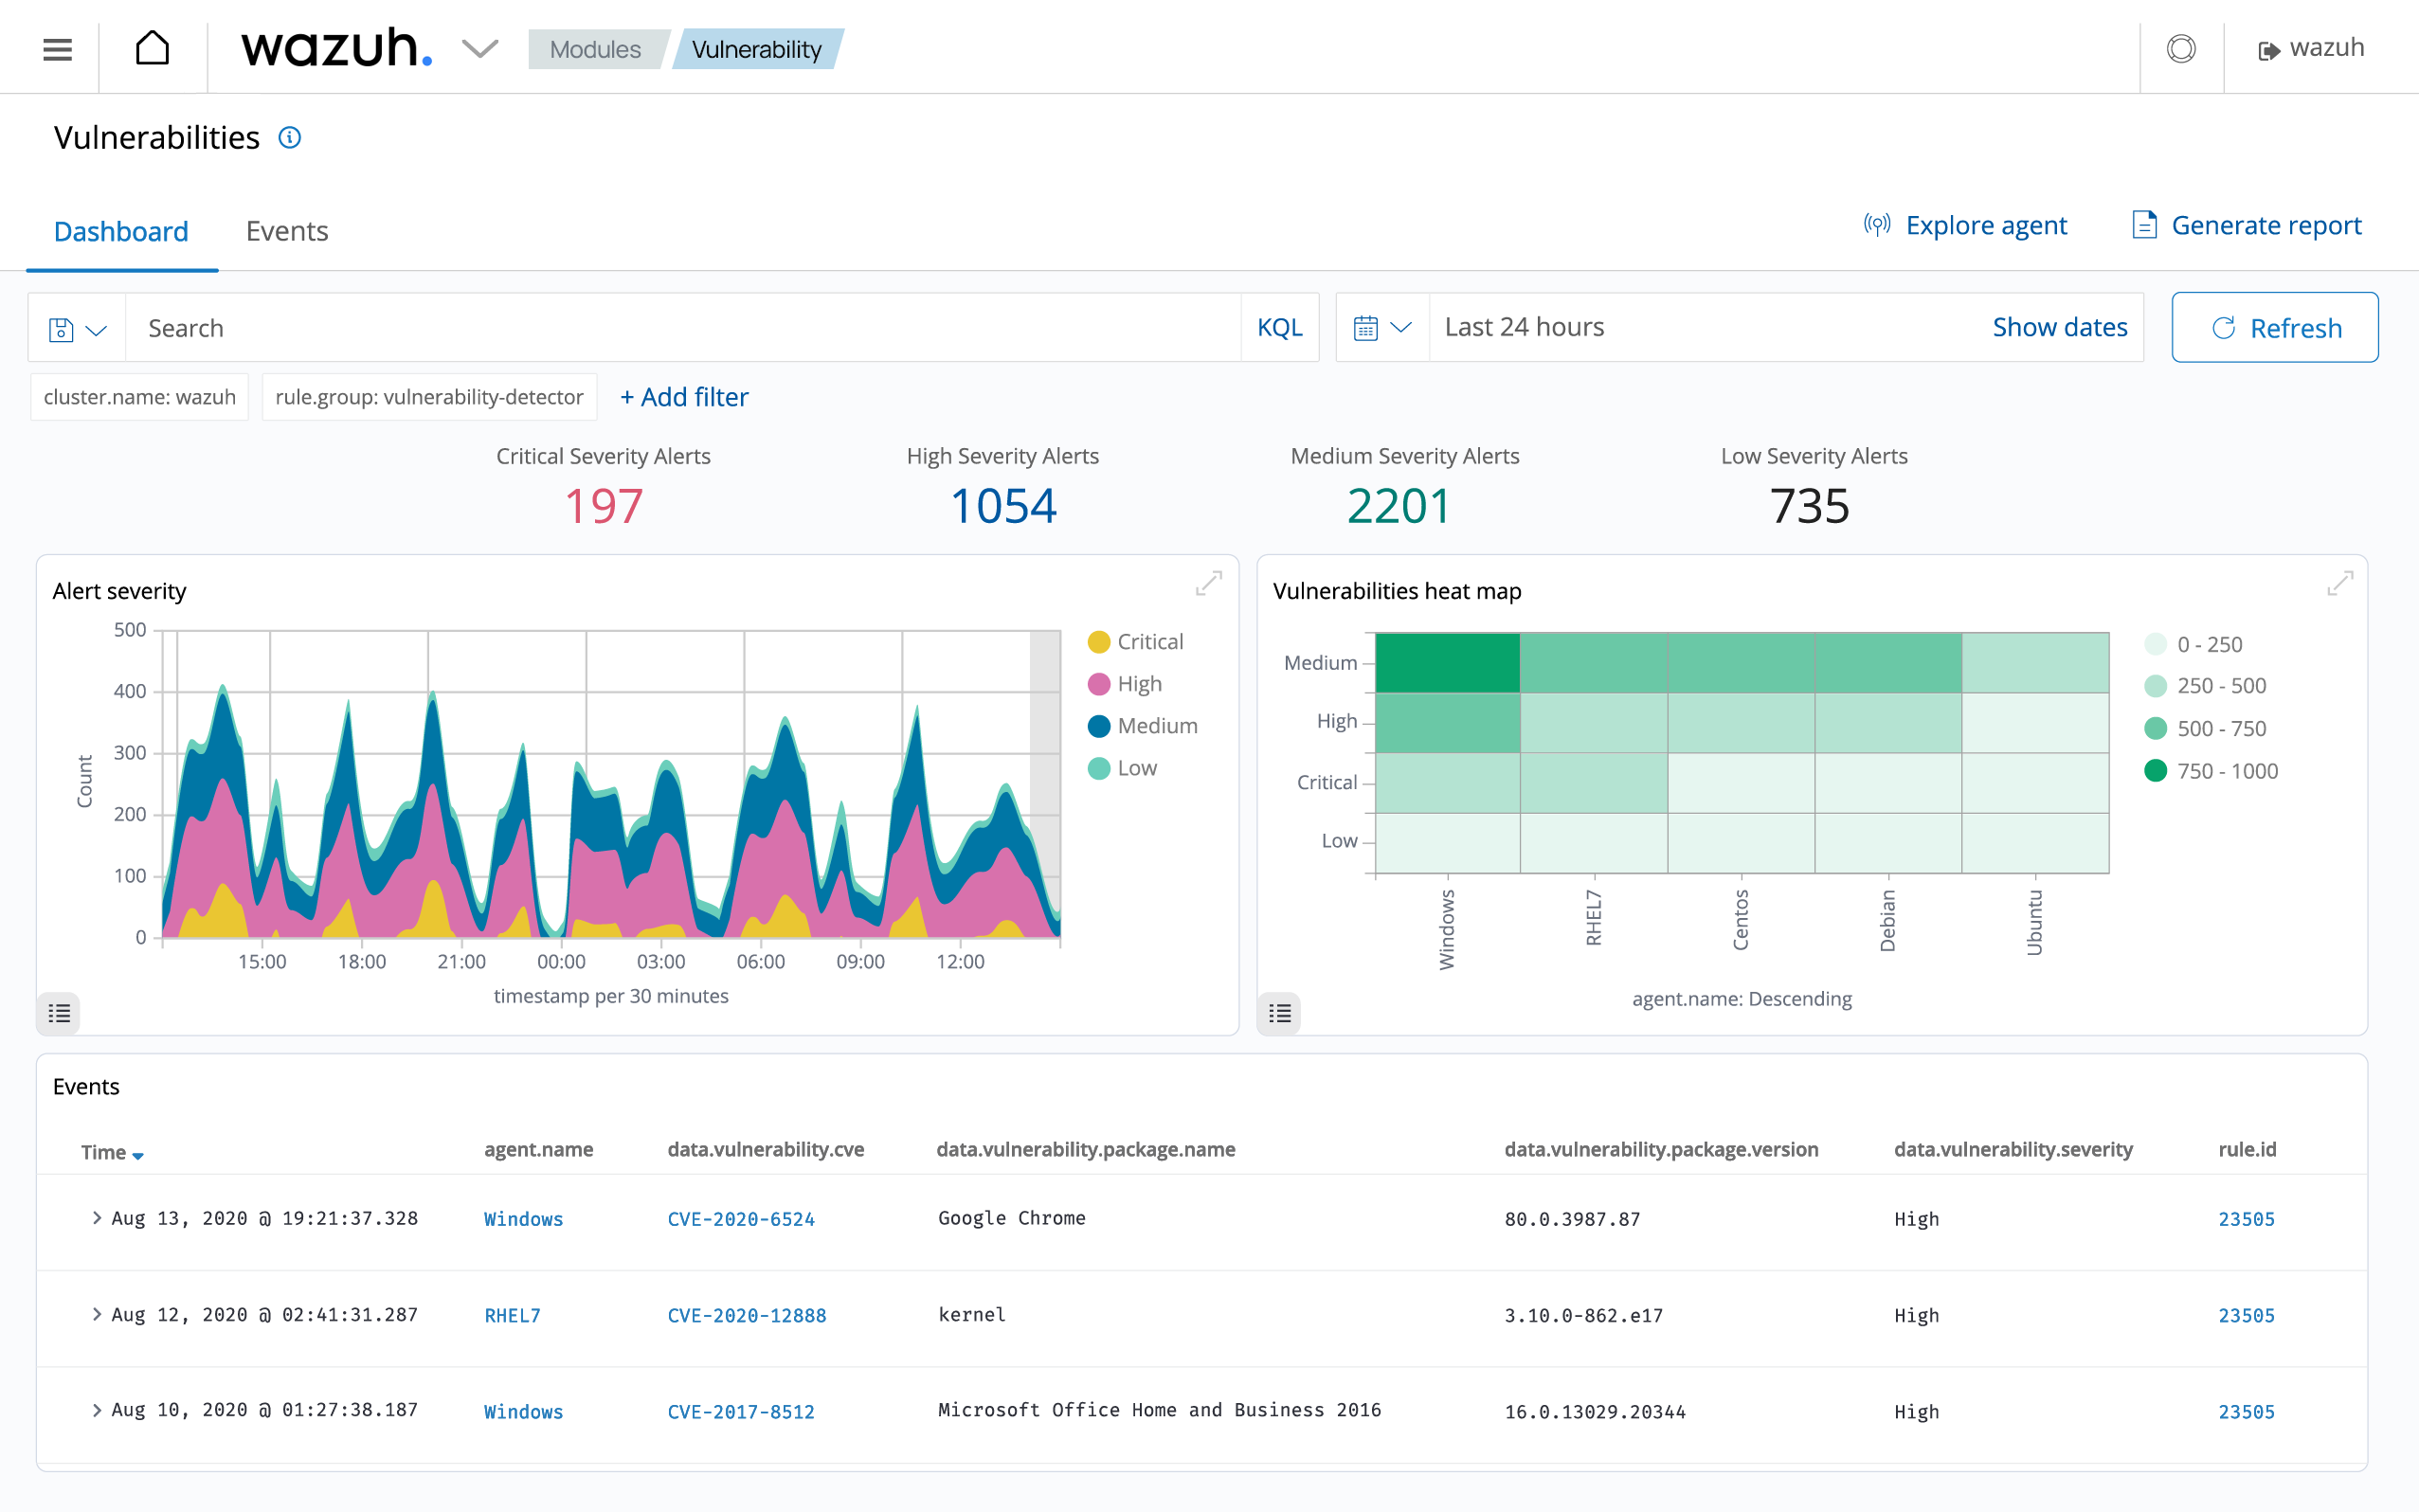 wazuh.
Modules
Vulnerability
wazuh
Vulnerabilities
Dashboard
Events
Explore agent
Generate report
Search
KQL
Last 24 hours
Show dates
Refresh
cluster.name: wazuh
rule.group: vulnerability-detector
+ Add filter
Critical Severity Alerts
197
High Severity Alerts
1054
Medium Severity Alerts
2201
Low Severity Alerts
735
Alert severity
500
400
300
200
100
0
Count
15:00
18:00
21:00
00:00
03:00
06:00
09:00
12:00
timestamp per 30 minutes
Critical
High
Medium
Low
Vulnerabilities heat map
Medium
High
Critical
Low
Windows
RHEL7
Centos
Debian
Ubuntu
agent.name: Descending
0 - 250
250 - 500
500 - 750
750 - 1000
Events
Time agent.name data.vulnerability.cve data.vulnerability.package.name data.vulnerability.package.version data.vulnerability.severity rule.id
Aug 13, 2020 @ 19:21:37.328 Windows CVE-2020-6524 Google Chrome 80.0.3987.87 High 23505
Aug 12, 2020 @ 02:41:31.287 RHEL7 CVE-2020-12888 kernel 3.10.0-862.e17 High 23505
Aug 10, 2020 @ 01:27:38.187 Windows CVE-2017-8512 Microsoft Office Home and Business 2016 16.0.13029.20344 High 23505